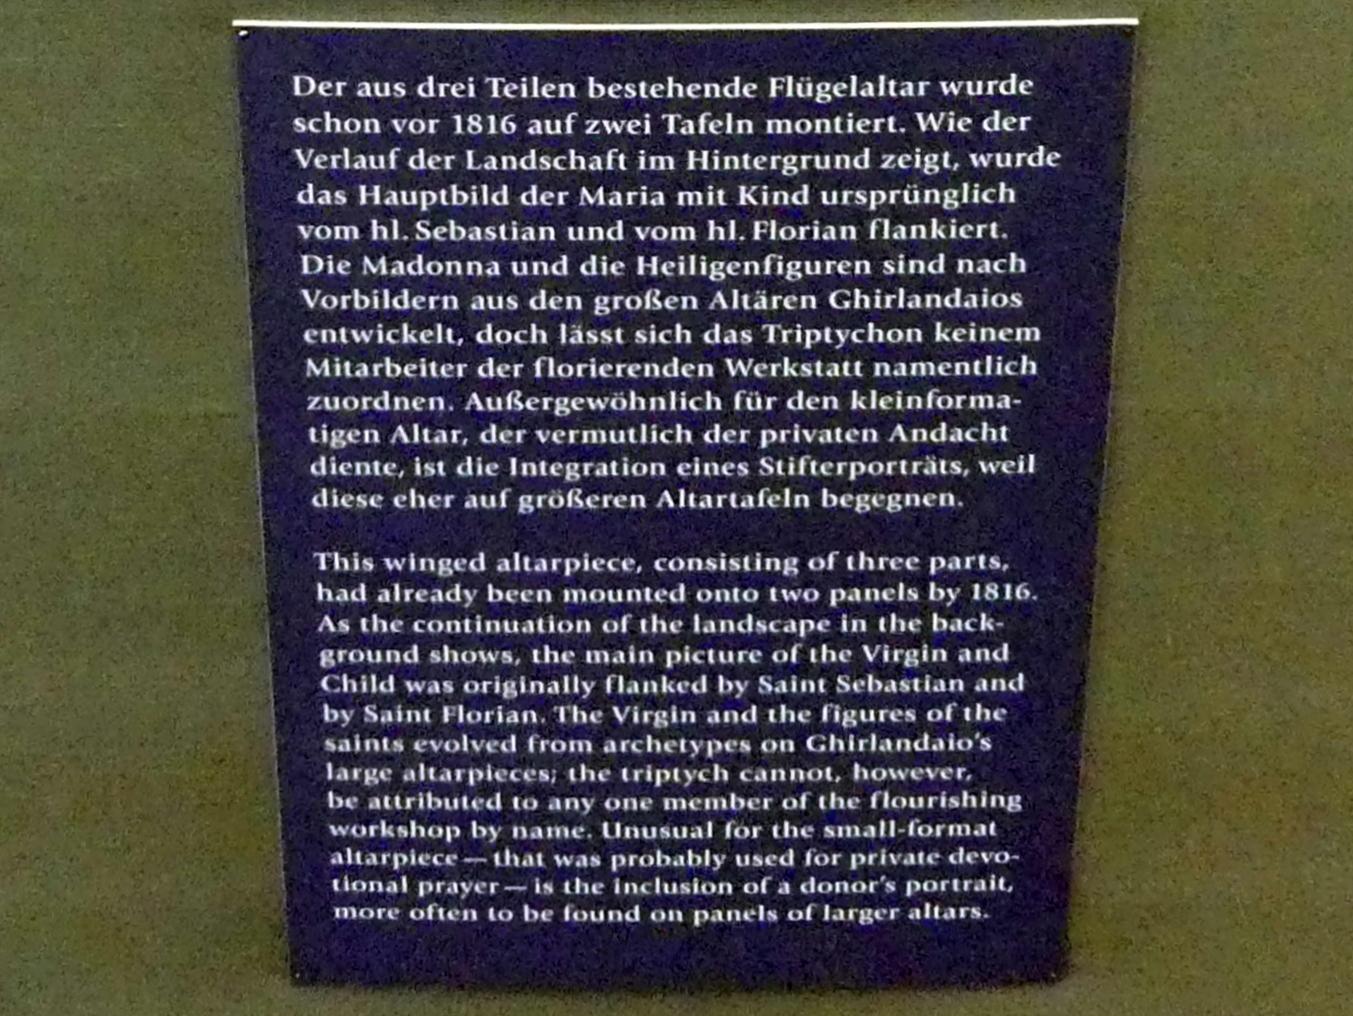 Der aus drei Teilen bestehende Flügelaltar wurde
schon vor 1816 auf zwei Tafeln montiert. Wie der
Verlauf der Landschaft im Hintergrund zeigt, wurde
das Hauptbild der Maria mit Kind ursprünglich
vom hl. Sebastian und vom hl. Florian flankiert.
Die Madonna und die Heiligenfiguren sind nach
Vorbildern aus den großen Altären Ghirlandaios
entwickelt, doch lässt sich das Triptychon keinem
Mitarbeiter der florierenden Werkstatt namentlich
zuordnen. Außergewöhnlich für den kleinforma-
tigen Altar, der vermutlich der privaten Andacht
diente, ist die Integration eines Stifterporträts, weil
diese eher auf größeren Altartafeln begegnen.

This winged altarpiece, consisting of three parts,
had already been mounted onto two panels by 1816.
As the continuation of the landscape in the back-
ground shows, the main picture of the Virgin and
Child was originally flanked by Saint Sebastian and
by Saint Florian. The Virgin and the figures of the
saints evolved from archetypes on Ghirlandaio's
large altarpieces; the triptych cannot, however,
be attributed to any one member of the flourishing
workshop by name. Unusual for the small-format
altarpiece — that was probably used for private devo-
tional prayer — is the inclusion of a donor's portrait,
more often to be found on panels of larger altars.